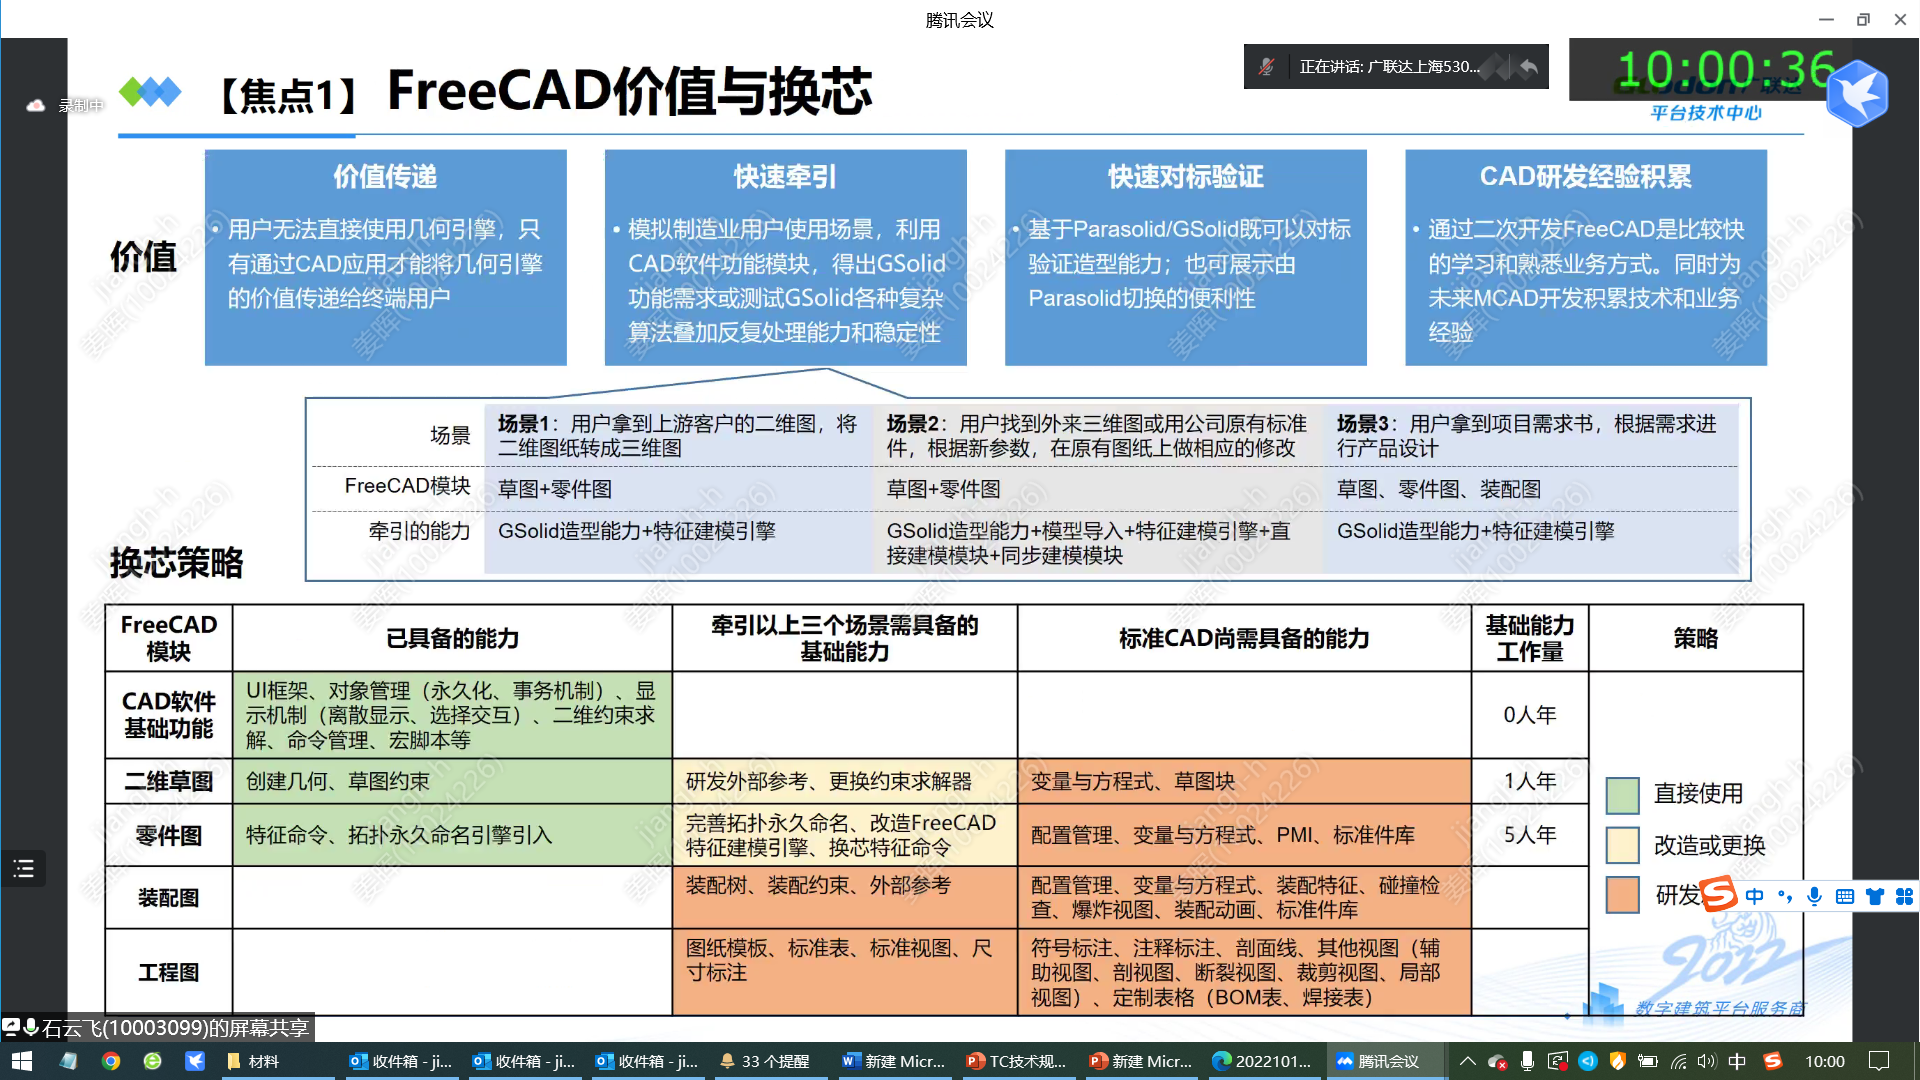 腾讯会议
录制中
【焦点1】 FreeCAD价值与换芯
正在讲话: 广联达上海530...
10:00:36
平台技术中心
价值
价值传递
• 用户无法直接使用几何引擎，只
有通过CAD应用才能将几何引擎
的价值传递给终端用户
快速牵引
• 模拟制造业用户使用场景，利用
CAD软件功能模块，得出GSolid
功能需求或测试GSolid各种复杂
算法叠加反复处理能力和稳定性
快速对标验证
• 基于Parasolid/GSolid既可以对标
验证造型能力；也可展示由
Parasolid切换的便利性
CAD研发经验积累
• 通过二次开发FreeCAD是比较快
的学习和熟悉业务方式。同时为
未来MCAD开发积累技术和业务
经验
场景
场景1：用户拿到上游客户的二维图，将
二维图纸转成三维图
场景2：用户找到外来三维图或用公司原有标准
件，根据新参数，在原有图纸上做相应的修改
场景3：用户拿到项目需求书，根据需求进
行产品设计
FreeCAD模块
草图+零件图
草图+零件图
草图、零件图、装配图
牵引的能力
GSolid造型能力+特征建模引擎
GSolid造型能力+模型导入+特征建模引擎+直
接建模模块+同步建模模块
GSolid造型能力+特征建模引擎
换芯策略
FreeCAD
模块
已具备的能力
牵引以上三个场景需具备的
基础能力
标准CAD尚需具备的能力
基础能力
工作量
策略
CAD软件
基础功能
UI框架、对象管理（永久化、事务机制）、显
示机制（离散显示、选择交互）、二维约束求
解、命令管理、宏脚本等
0人年
二维草图
创建几何、草图约束
研发外部参考、更换约束求解器
变量与方程式、草图块
1人年
零件图
特征命令、拓扑永久命名引擎引入
完善拓扑永久命名、改造FreeCAD
特征建模引擎、换芯特征命令
配置管理、变量与方程式、PMI、标准件库
5人年
装配图
装配树、装配约束、外部参考
配置管理、变量与方程式、装配特征、碰撞检
查、爆炸视图、装配动画、标准件库
工程图
图纸模板、标准表、标准视图、尺
寸标注
符号标注、注释标注、剖面线、其他视图（辅
助视图、剖视图、断裂视图、裁剪视图、局部
视图）、定制表格（BOM表、焊接表）
直接使用
改造或更换
研发
中
2022
数字建筑平台服务商
姜晖(10024226)
jiangh-h
石云飞(10003099)的屏幕共享
材料
收件箱 - ji...
收件箱 - ji...
收件箱 - ji...
33 个提醒
新建 Micr...
TC技术规...
新建 Micr...
2022101...
腾讯会议
中
10:00